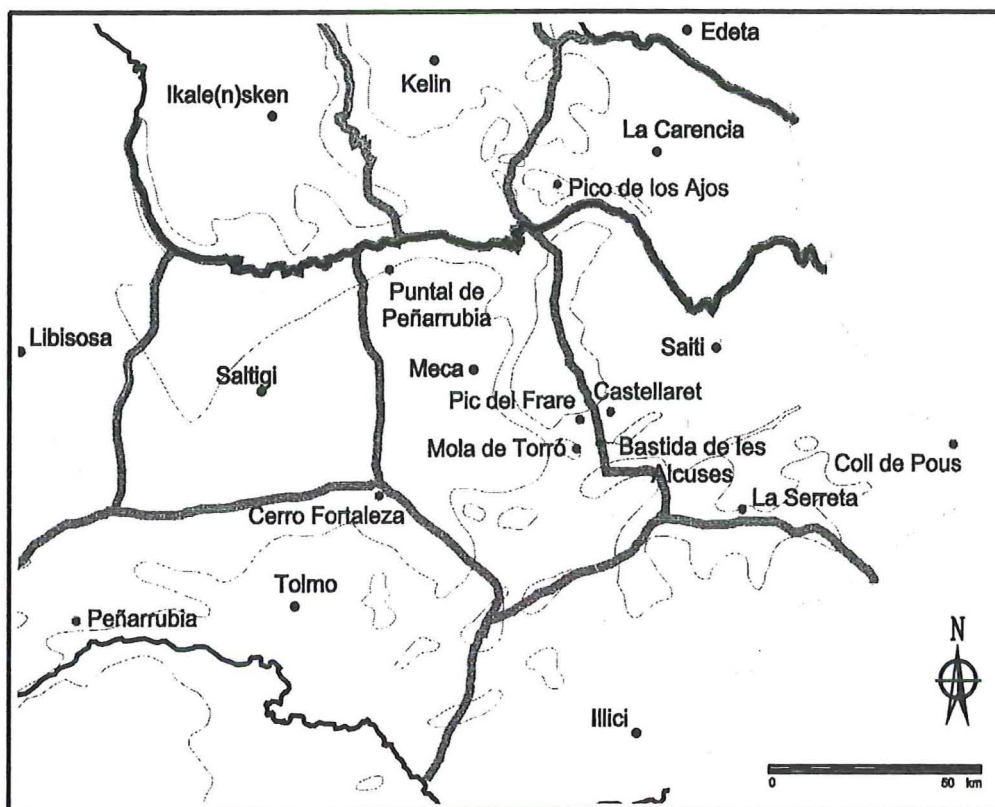 Edeta
Kelin
Ikale(n)sken
La Carencia
Pico de los Ajos
Puntal de
Peñarrubia
Libisosa
Saiti
Meca
Saltigi
Castellaret
Pic del Frare
Mola de Torró
Bastida de les
Alcuses
Coll de Pous
La Serreta
Cerro Fortaleza
Tolmo
Peñarrubia
N
Illici
0 50 km